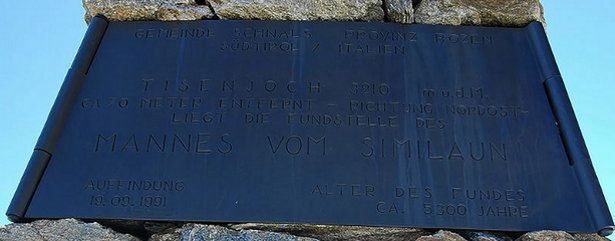 GEMEINDE SCHNALS PROVINZ BOZEN
SÜDTIROL / ITALIEN
TISENJOCH 3210 m.ü.d.M.
CA. 70 METER ENTFERNT - RICHTUNG NORDOST-
LIEGT DIE FUNDSTELLE DES
MANNES VOM SIMILAUN
AUFFINDUNG
19.09.1991
ALTER DES FUNDES
CA. 5300 JAHRE